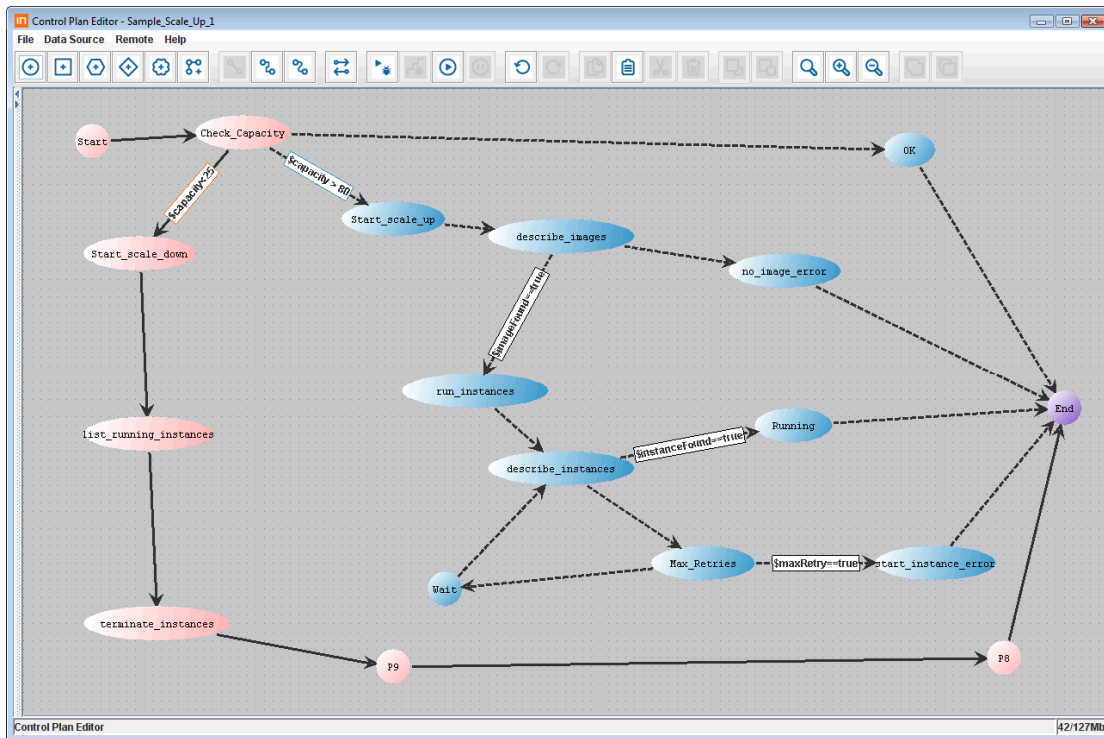 in Control Plan Editor - Sample_Scale_Up_1
File Data Source Remote Help
Start
Check_Capacity
OK
$capacity<25
$capacity > 80
Start_scale_up
describe_images
Start_scale_down
no_image_error
$imageFound==true
run_instances
End
Running
list_running_instances
$instanceFound==true
describe_instances
Max_Retries
$maxRetry==true
start_instance_error
Wait
terminate_instances
P9
P8
Control Plan Editor
42/127Mb